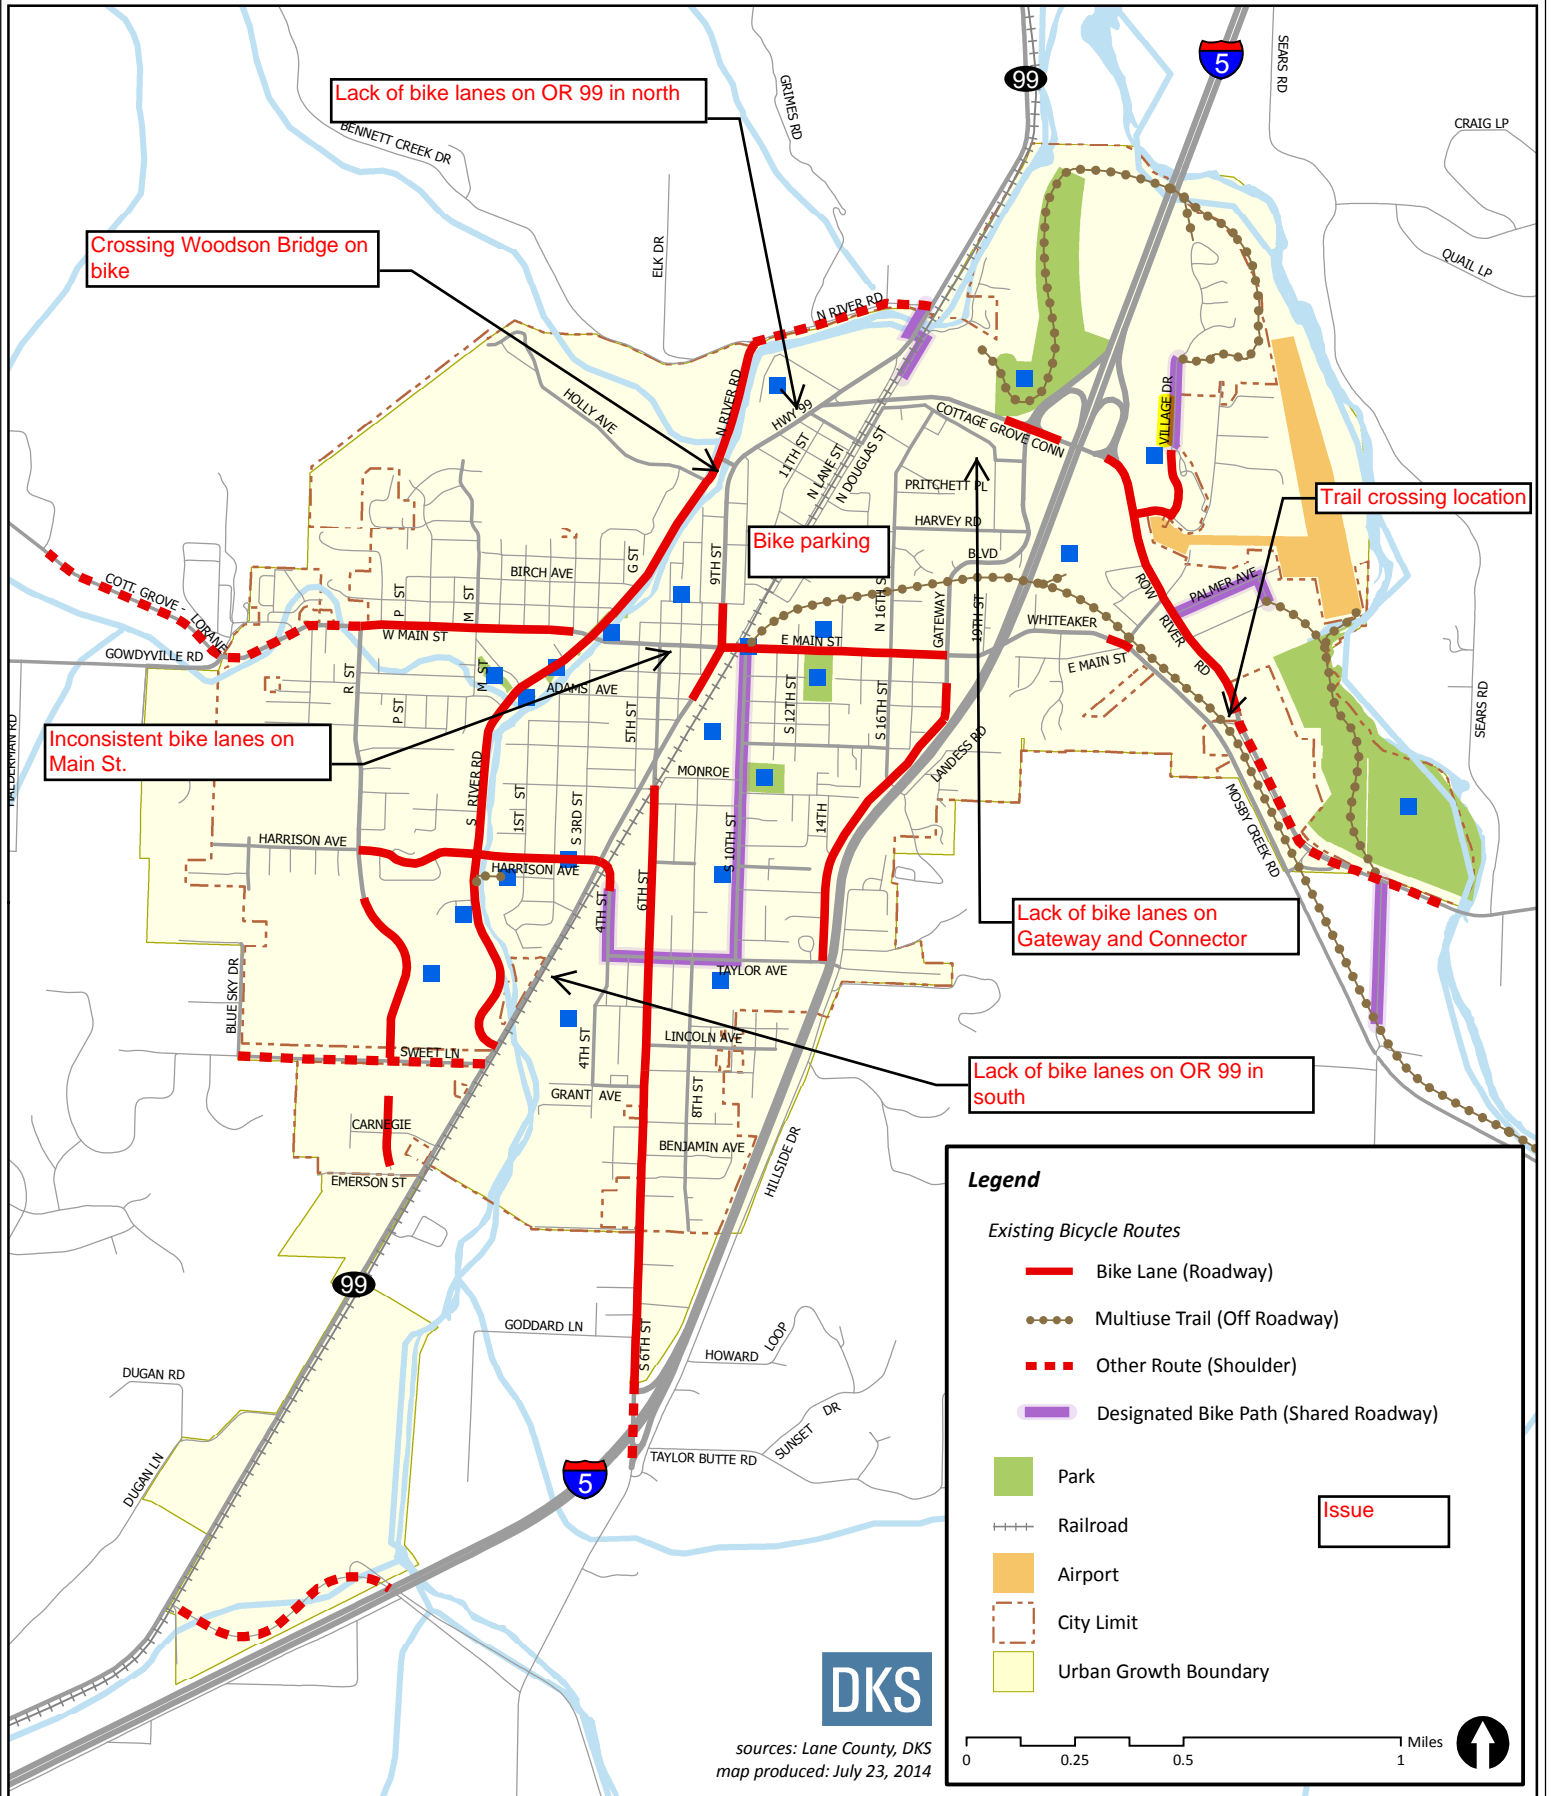 99
5
SEARS RD
Lack of bike lanes on OR 99 in north
GRIMES RD
CRAIG LP
BENNETT CREEK DR
Crossing Woodson Bridge on
bike
ELK DR
QUAIL LP
N RIVER RD
HOLLY AVE
N RIVER RD
HWY 99
COTTAGE GROVE CONN
VILLAGE DR
11TH ST
N LANE ST
N DOUGLAS ST
PRITCHETT PL
Trail crossing location
HARVEY RD
Bike parking
BLVD
BIRCH AVE
G ST
9TH ST
COTT. GROVE - LORANE
P ST
M ST
N 16TH S
GATEWAY
19TH ST
ROW
RIVER
RD
PALMER AVE
WHITEAKER
W MAIN ST
E MAIN ST
GOWDYVILLE RD
E MAIN ST
R ST
P ST
M ST
ADAMS AVE
5TH ST
S 12TH ST
S 16TH ST
SEARS RD
Inconsistent bike lanes on
Main St.
LANDESS RD
MONROE
S RIVER RD
1ST ST
S 3RD ST
14TH
S 10TH ST
MOSBY CREEK RD
HARRISON AVE
HARRISON AVE
6TH ST
4TH ST
Lack of bike lanes on
Gateway and Connector
TAYLOR AVE
BLUE SKY DR
LINCOLN AVE
4TH ST
SWEET LN
Lack of bike lanes on OR 99 in
south
GRANT AVE
8TH ST
CARNEGIE
BENJAMIN AVE
HILLSIDE DR
EMERSON ST
99
GODDARD LN
S 6TH ST
HOWARD LOOP
DUGAN RD
SUNSET DR
TAYLOR BUTTE RD
DUGAN LN
5
Legend
Existing Bicycle Routes
Bike Lane (Roadway)
Multiuse Trail (Off Roadway)
Other Route (Shoulder)
Designated Bike Path (Shared Roadway)
Park
Issue
Railroad
Airport
City Limit
Urban Growth Boundary
Miles
0 0.25 0.5 1
DKS
sources: Lane County, DKS
map produced: July 23, 2014